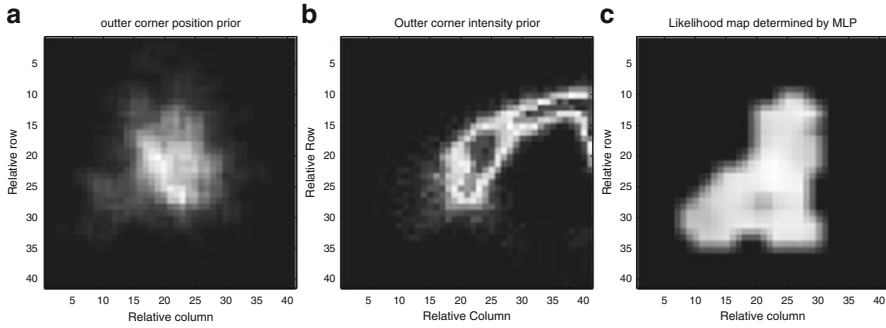 a
outter corner position prior
5
10
15
20
25
30
35
40
Relative row
5 10 15 20 25 30 35 40
Relative column
b
Outter corner intensity prior
5
10
15
20
25
30
35
40
Relative Row
5 10 15 20 25 30 35 40
Relative Column
c
Likelihood map determined by MLP
5
10
15
20
25
30
35
40
Relative row
5 10 15 20 25 30 35 40
Relative column